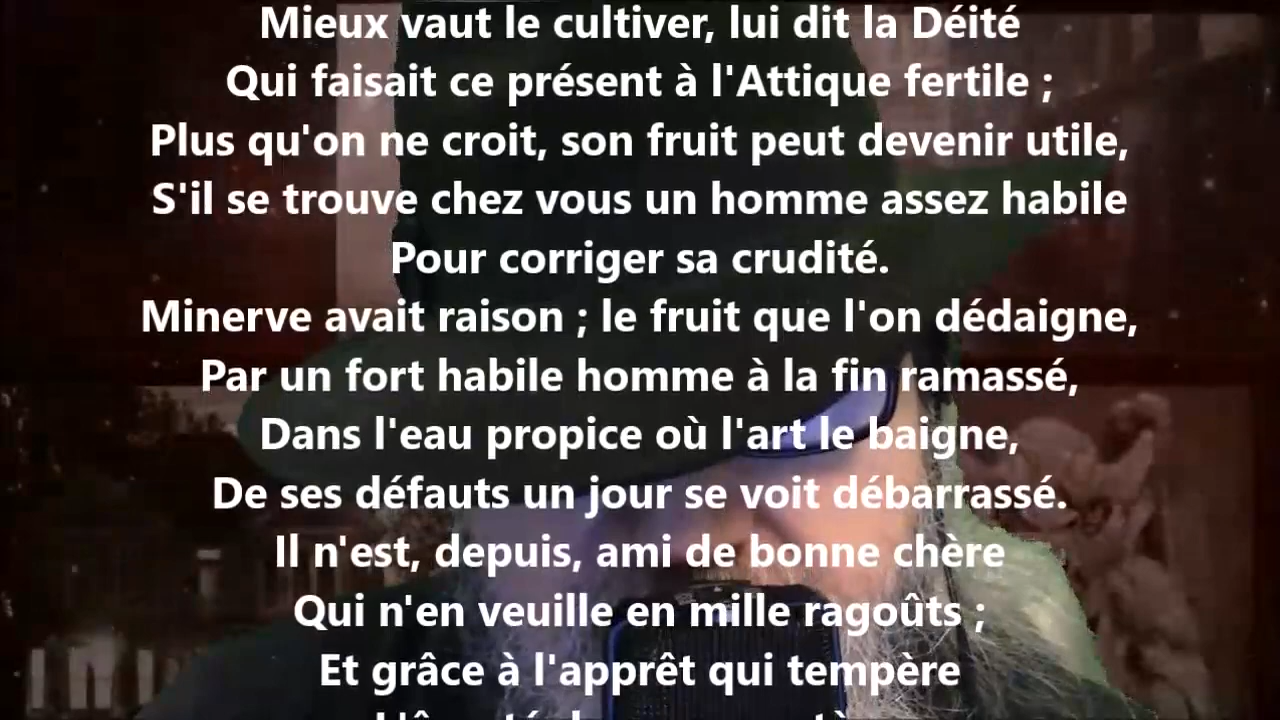 Mieux vaut le cultiver, lui dit la Déité
Qui faisait ce présent à l'Attique fertile ;
Plus qu'on ne croit, son fruit peut devenir utile,
S'il se trouve chez vous un homme assez habile
Pour corriger sa crudité.
Minerve avait raison ; le fruit que l'on dédaigne,
Par un fort habile homme à la fin ramassé,
Dans l'eau propice où l'art le baigne,
De ses défauts un jour se voit débarrassé.
Il n'est, depuis, ami de bonne chère
Qui n'en veuille en mille ragoûts ;
Et grâce à l'apprêt qui tempère